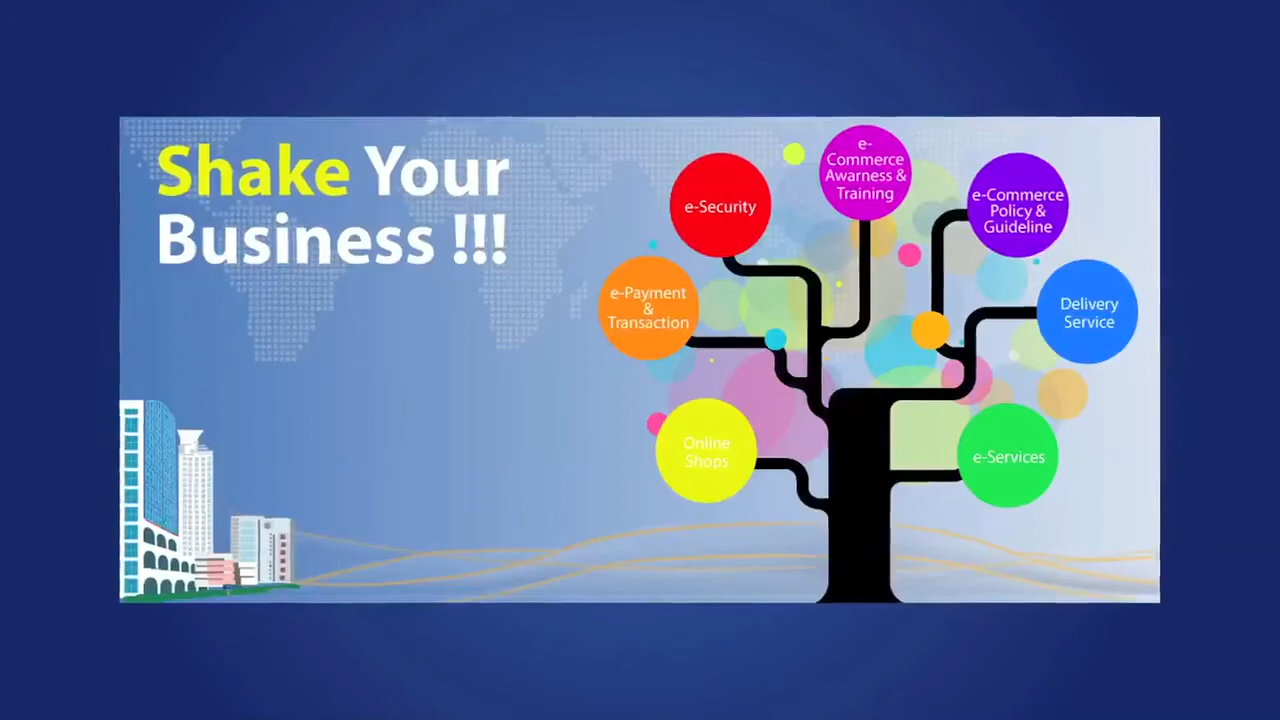 Shake Your
Business !!!
e-Security
e-
Commerce
Awarness &
Training
e-Commerce
Policy &
Guideline
e-Payment
&
Transaction
Delivery
Service
Online
Shops
e-Services